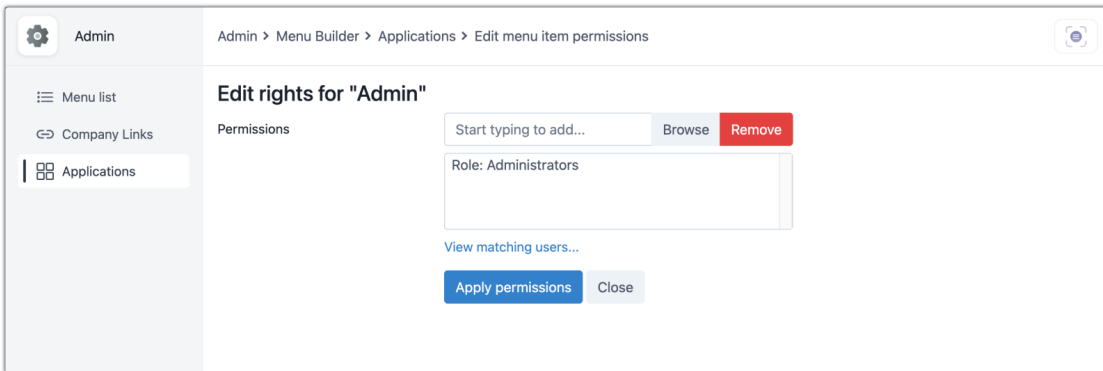 Admin
Admin > Menu Builder > Applications > Edit menu item permissions
Menu list
Company Links
Applications
Edit rights for "Admin"
Permissions
Start typing to add...
Browse
Remove
Role: Administrators
View matching users...
Apply permissions
Close